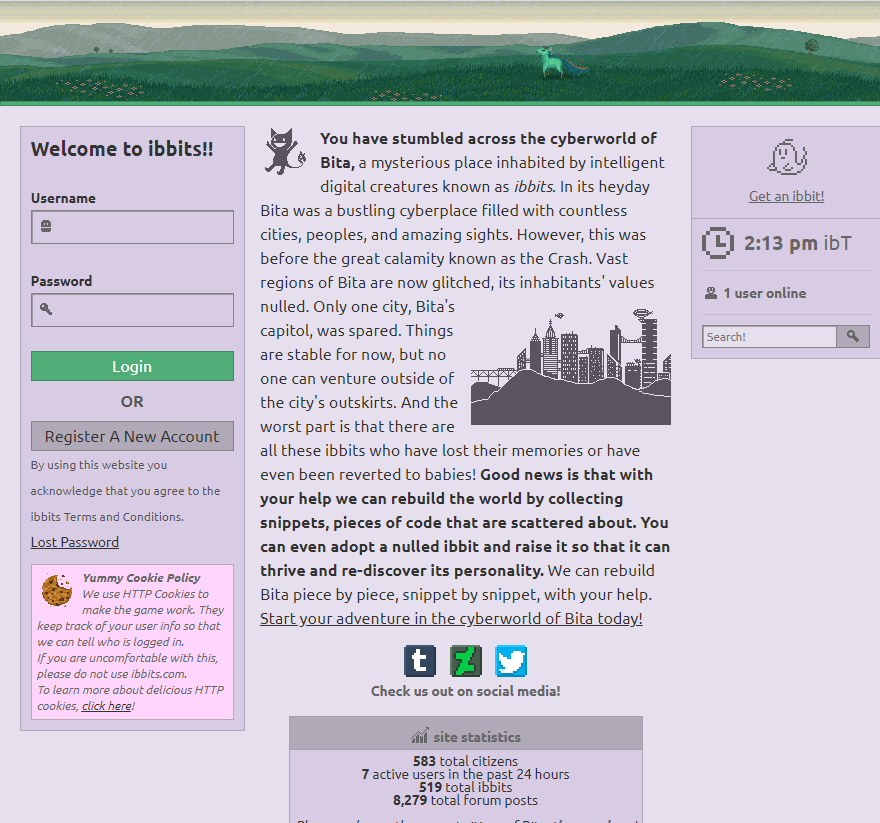 Welcome to ibbits!!
Username
Password
Login
OR
Register A New Account
By using this website you
acknowledge that you agree to the
ibbits Terms and Conditions.
Lost Password
Yummy Cookie Policy
We use HTTP Cookies to
make the game work. They
keep track of your user info so that
we can tell who is logged in.
If you are uncomfortable with this,
please do not use ibbits.com.
To learn more about delicious HTTP
cookies, click here!
You have stumbled across the cyberworld of
Bita, a mysterious place inhabited by intelligent
digital creatures known as ibbits. In its heyday
Bita was a bustling cyberplace filled with countless
cities, peoples, and amazing sights. However, this was
before the great calamity known as the Crash. Vast
regions of Bita are now glitched, its inhabitants' values
nulled. Only one city, Bita's
capitol, was spared. Things
are stable for now, but no
one can venture outside of
the city's outskirts. And the
worst part is that there are
all these ibbits who have lost their memories or have
even been reverted to babies! Good news is that with
your help we can rebuild the world by collecting
snippets, pieces of code that are scattered about. You
can even adopt a nulled ibbit and raise it so that it can
thrive and re-discover its personality. We can rebuild
Bita piece by piece, snippet by snippet, with your help.
Start your adventure in the cyberworld of Bita today!
Check us out on social media!
site statistics
583 total citizens
7 active users in the past 24 hours
519 total ibbits
8,279 total forum posts
Get an ibbit!
2:13 pm ibT
1 user online
Search!